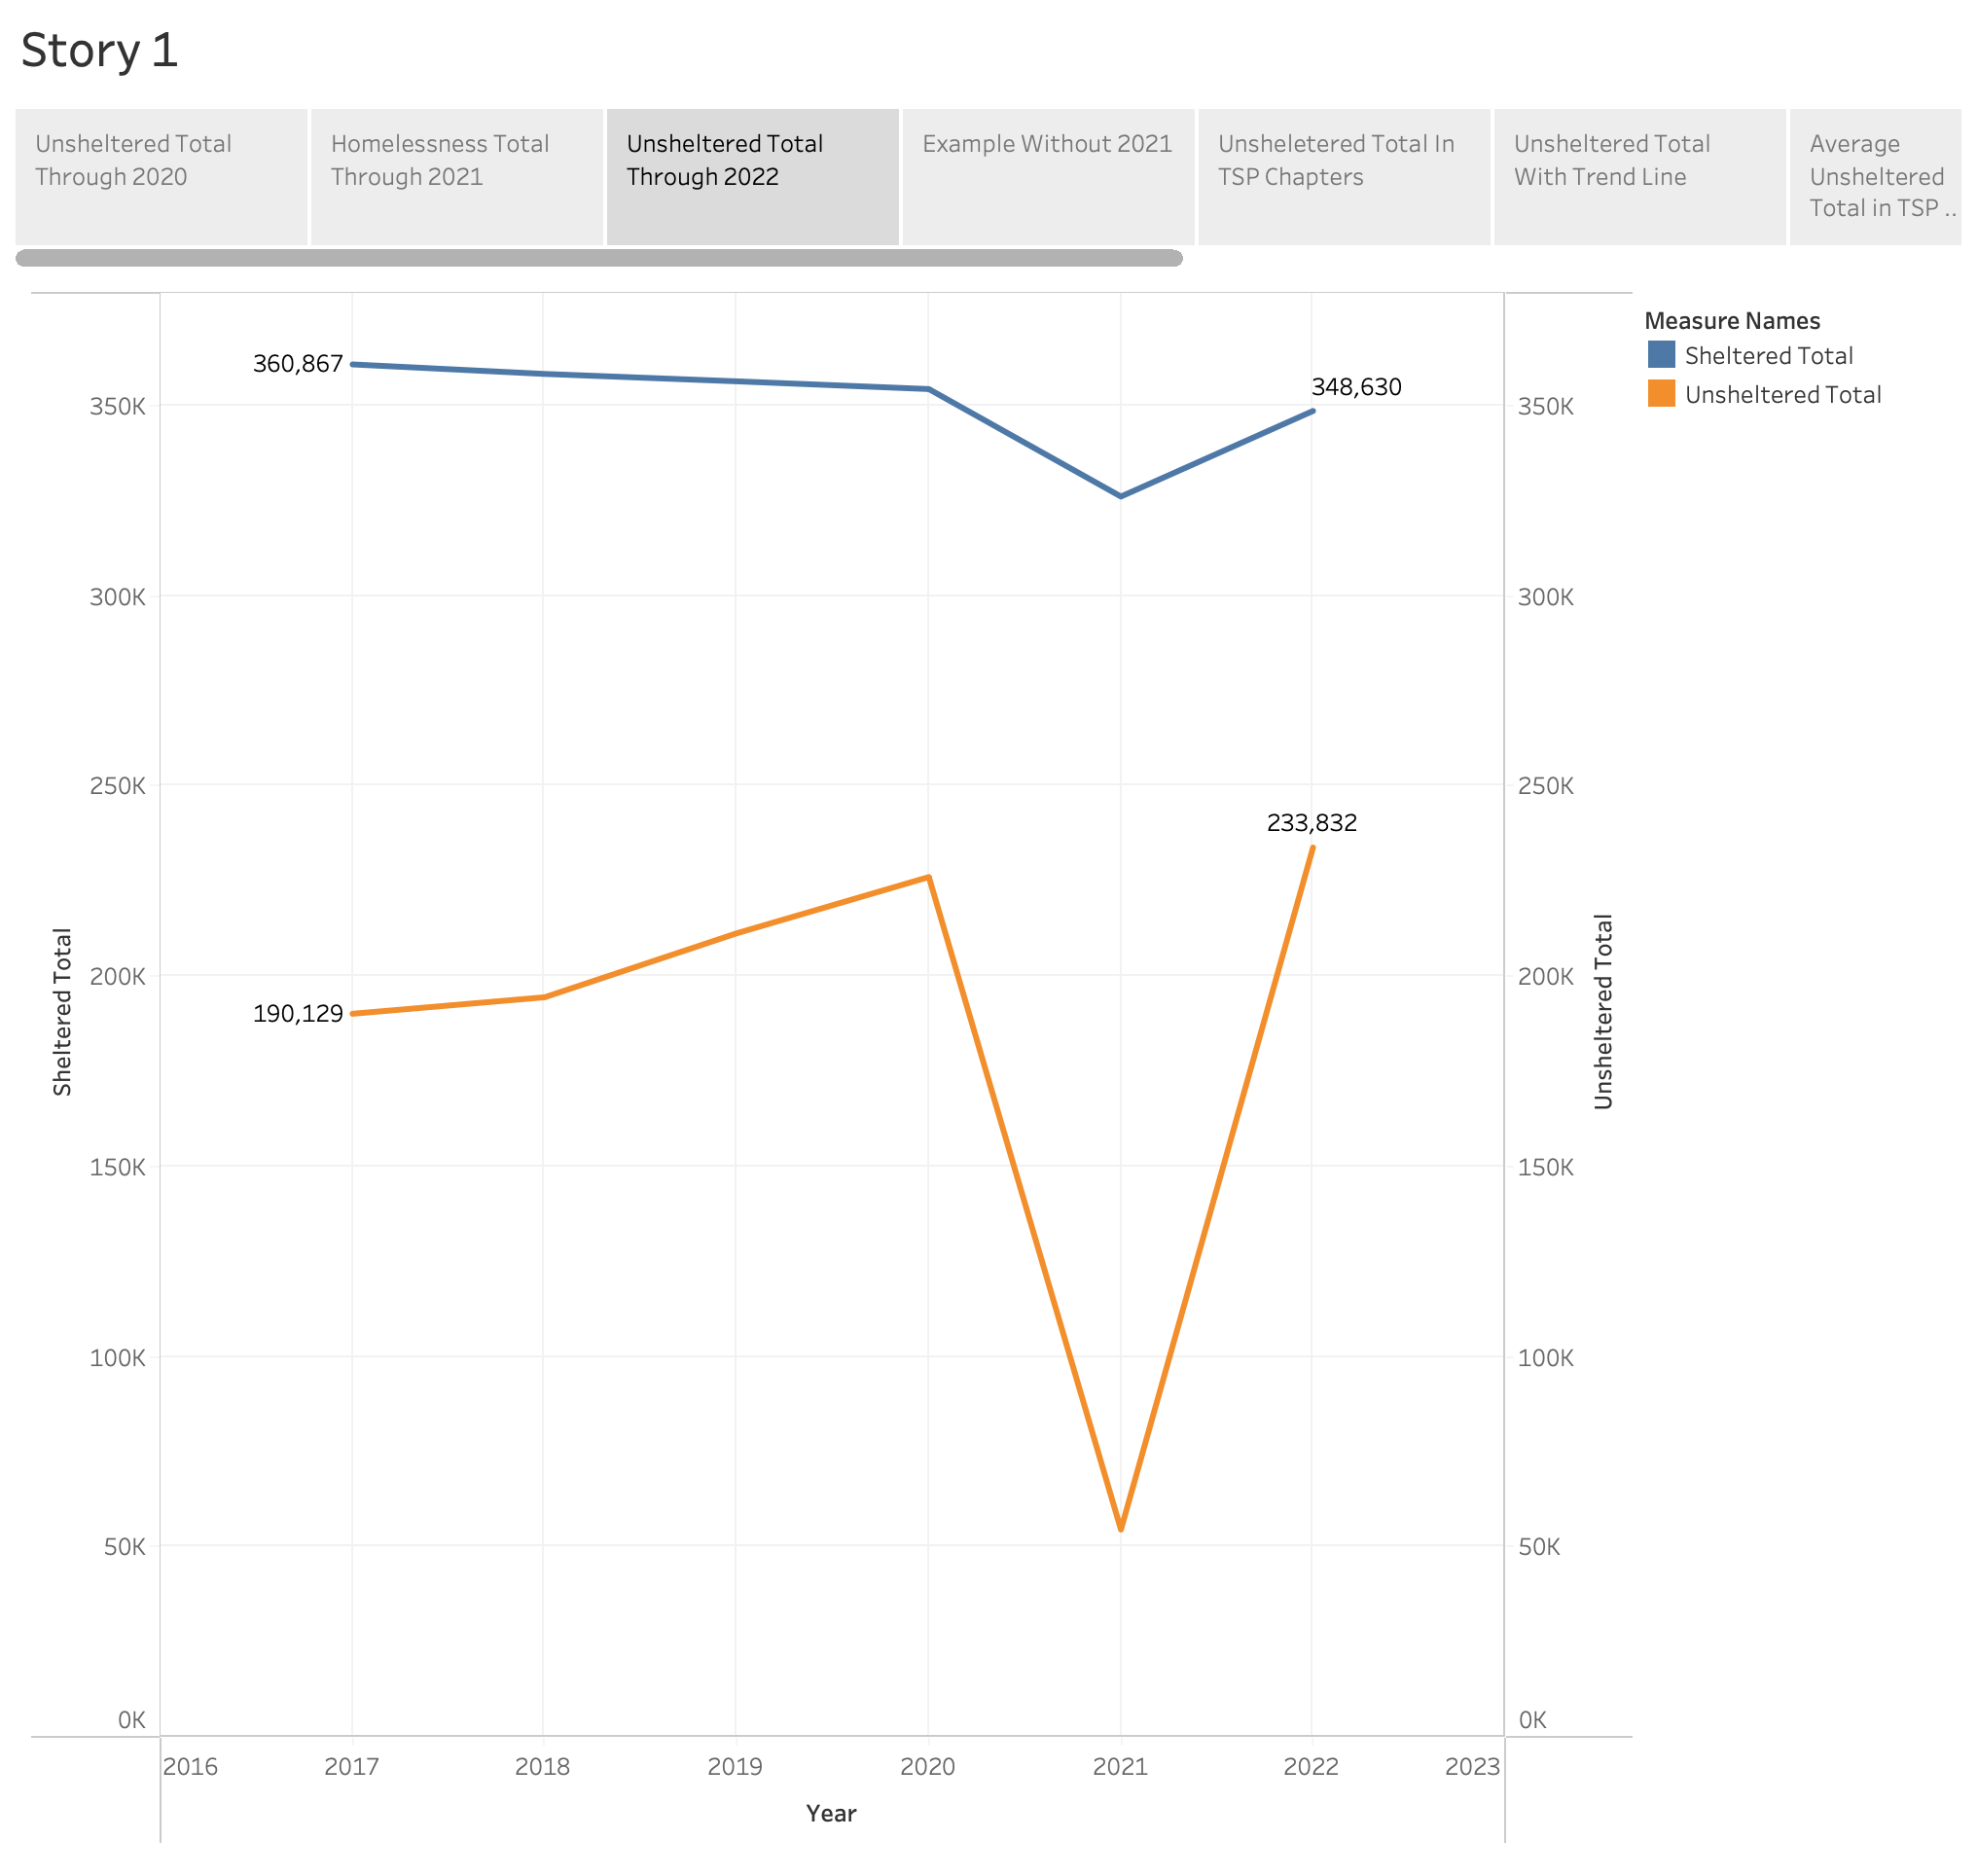 Story 1
Unsheltered Total
Through 2020
Homelessness Total
Through 2021
Unsheltered Total
Through 2022
Example Without 2021
Unsheletered Total In
TSP Chapters
Unsheltered Total
With Trend Line
Average
Unsheltered
Total in TSP ..
Measure Names
Sheltered Total
Unsheltered Total
360,867
348,630
233,832
190,129
350K
300K
250K
200K
150K
100K
50K
0K
Sheltered Total
350K
300K
250K
200K
150K
100K
50K
0K
Unsheltered Total
2016
2017
2018
2019
2020
2021
2022
2023
Year